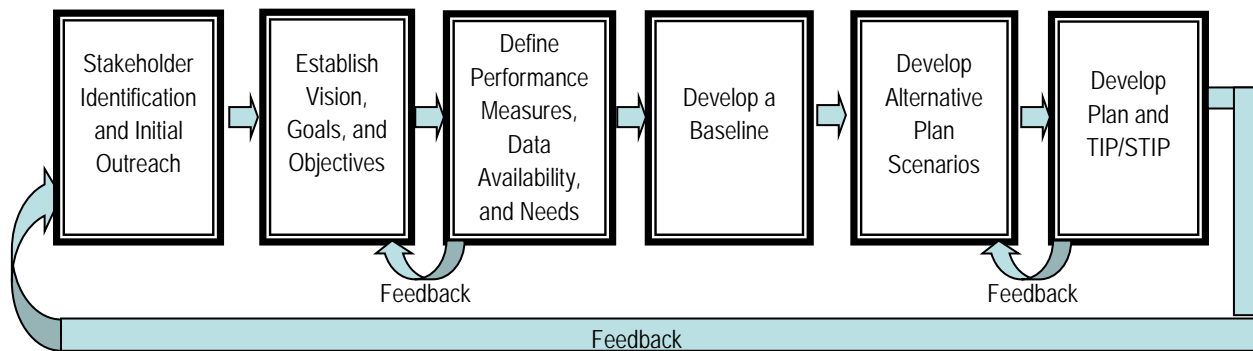 Stakeholder
Identification
and Initial
Outreach
Establish
Vision,
Goals, and
Objectives
Define
Performance
Measures,
Data
Availability,
and Needs
Develop a
Baseline
Develop
Alternative
Plan
Scenarios
Develop
Plan and
TIP/STIP
Feedback
Feedback
Feedback